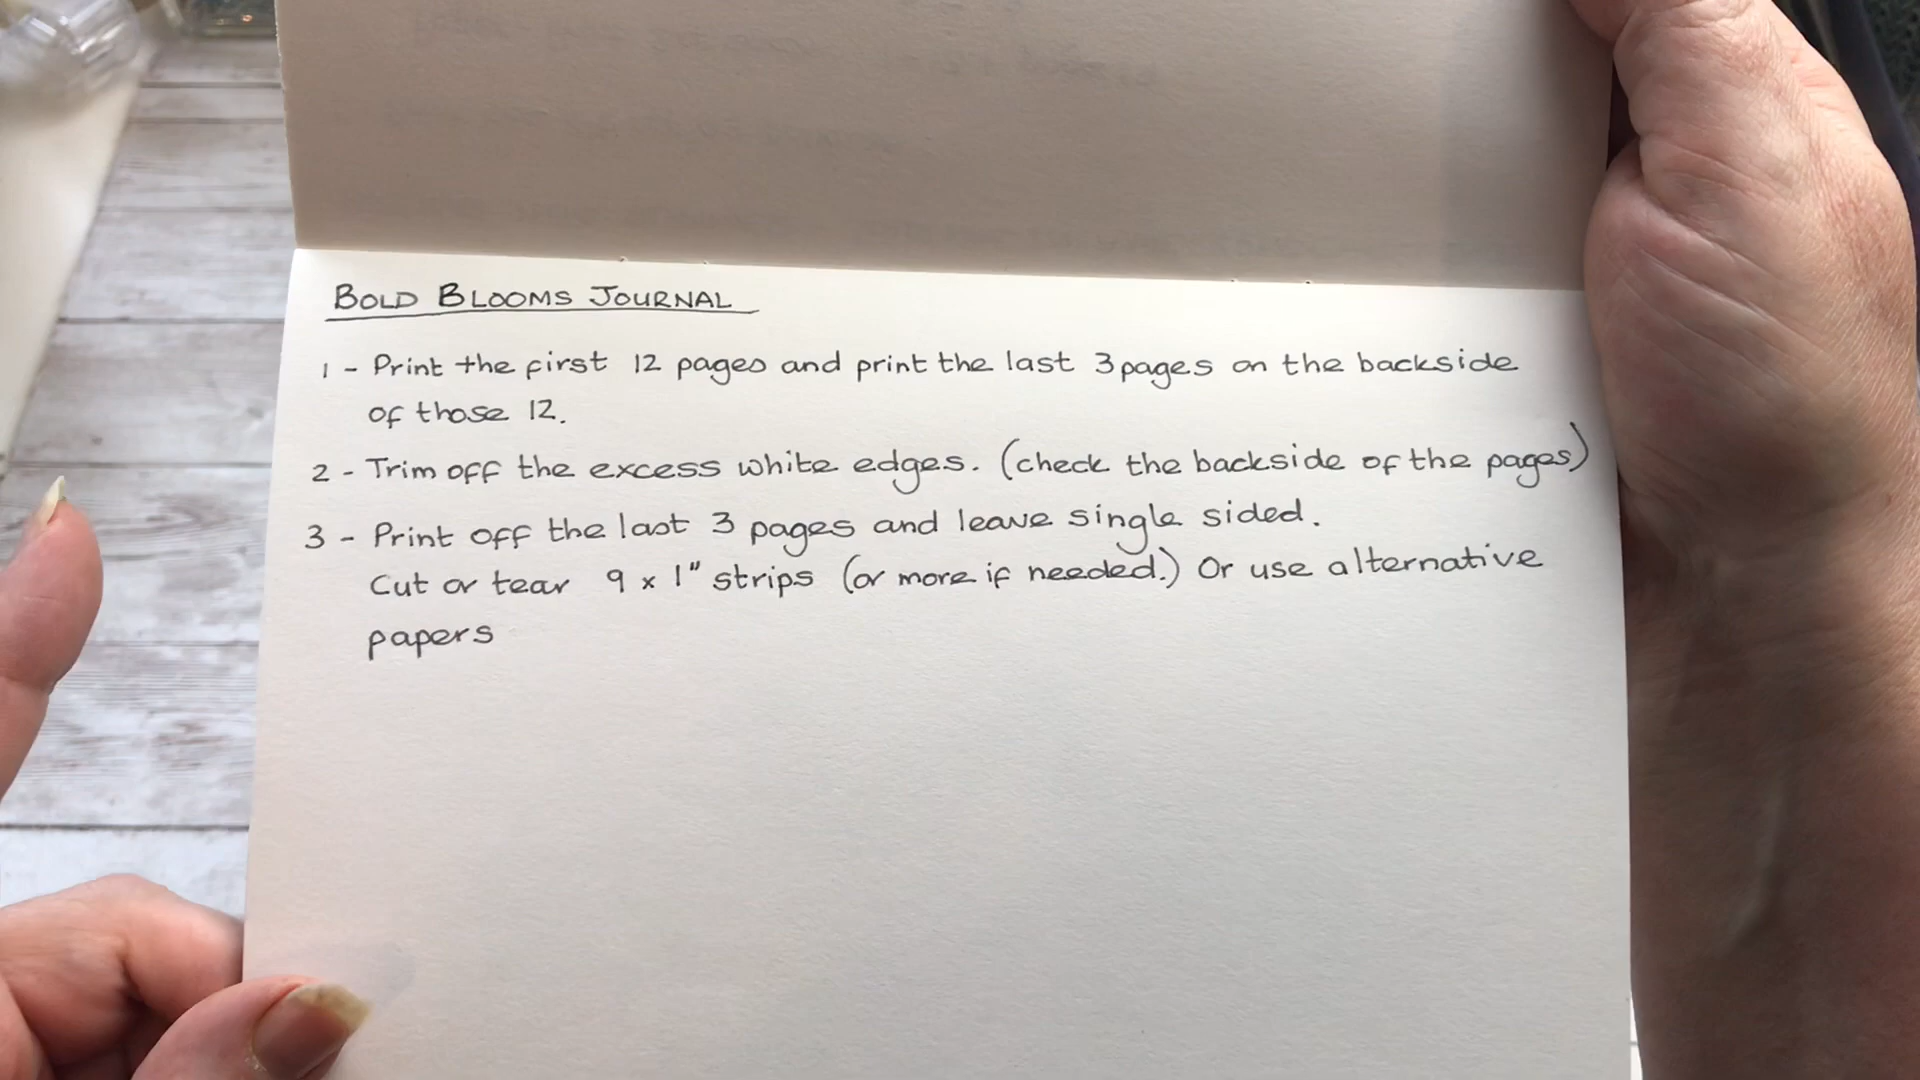 BOLD BLOOMS JOURNAL
1 - Print the first 12 pages and print the last 3 pages on the backside
of those 12.
2 - Trim off the excess white edges. (check the backside of the pages)
3 - Print off the last 3 pages and leave single sided.
Cut or tear 9 x 1" strips (or more if needed.) Or use alternative
papers